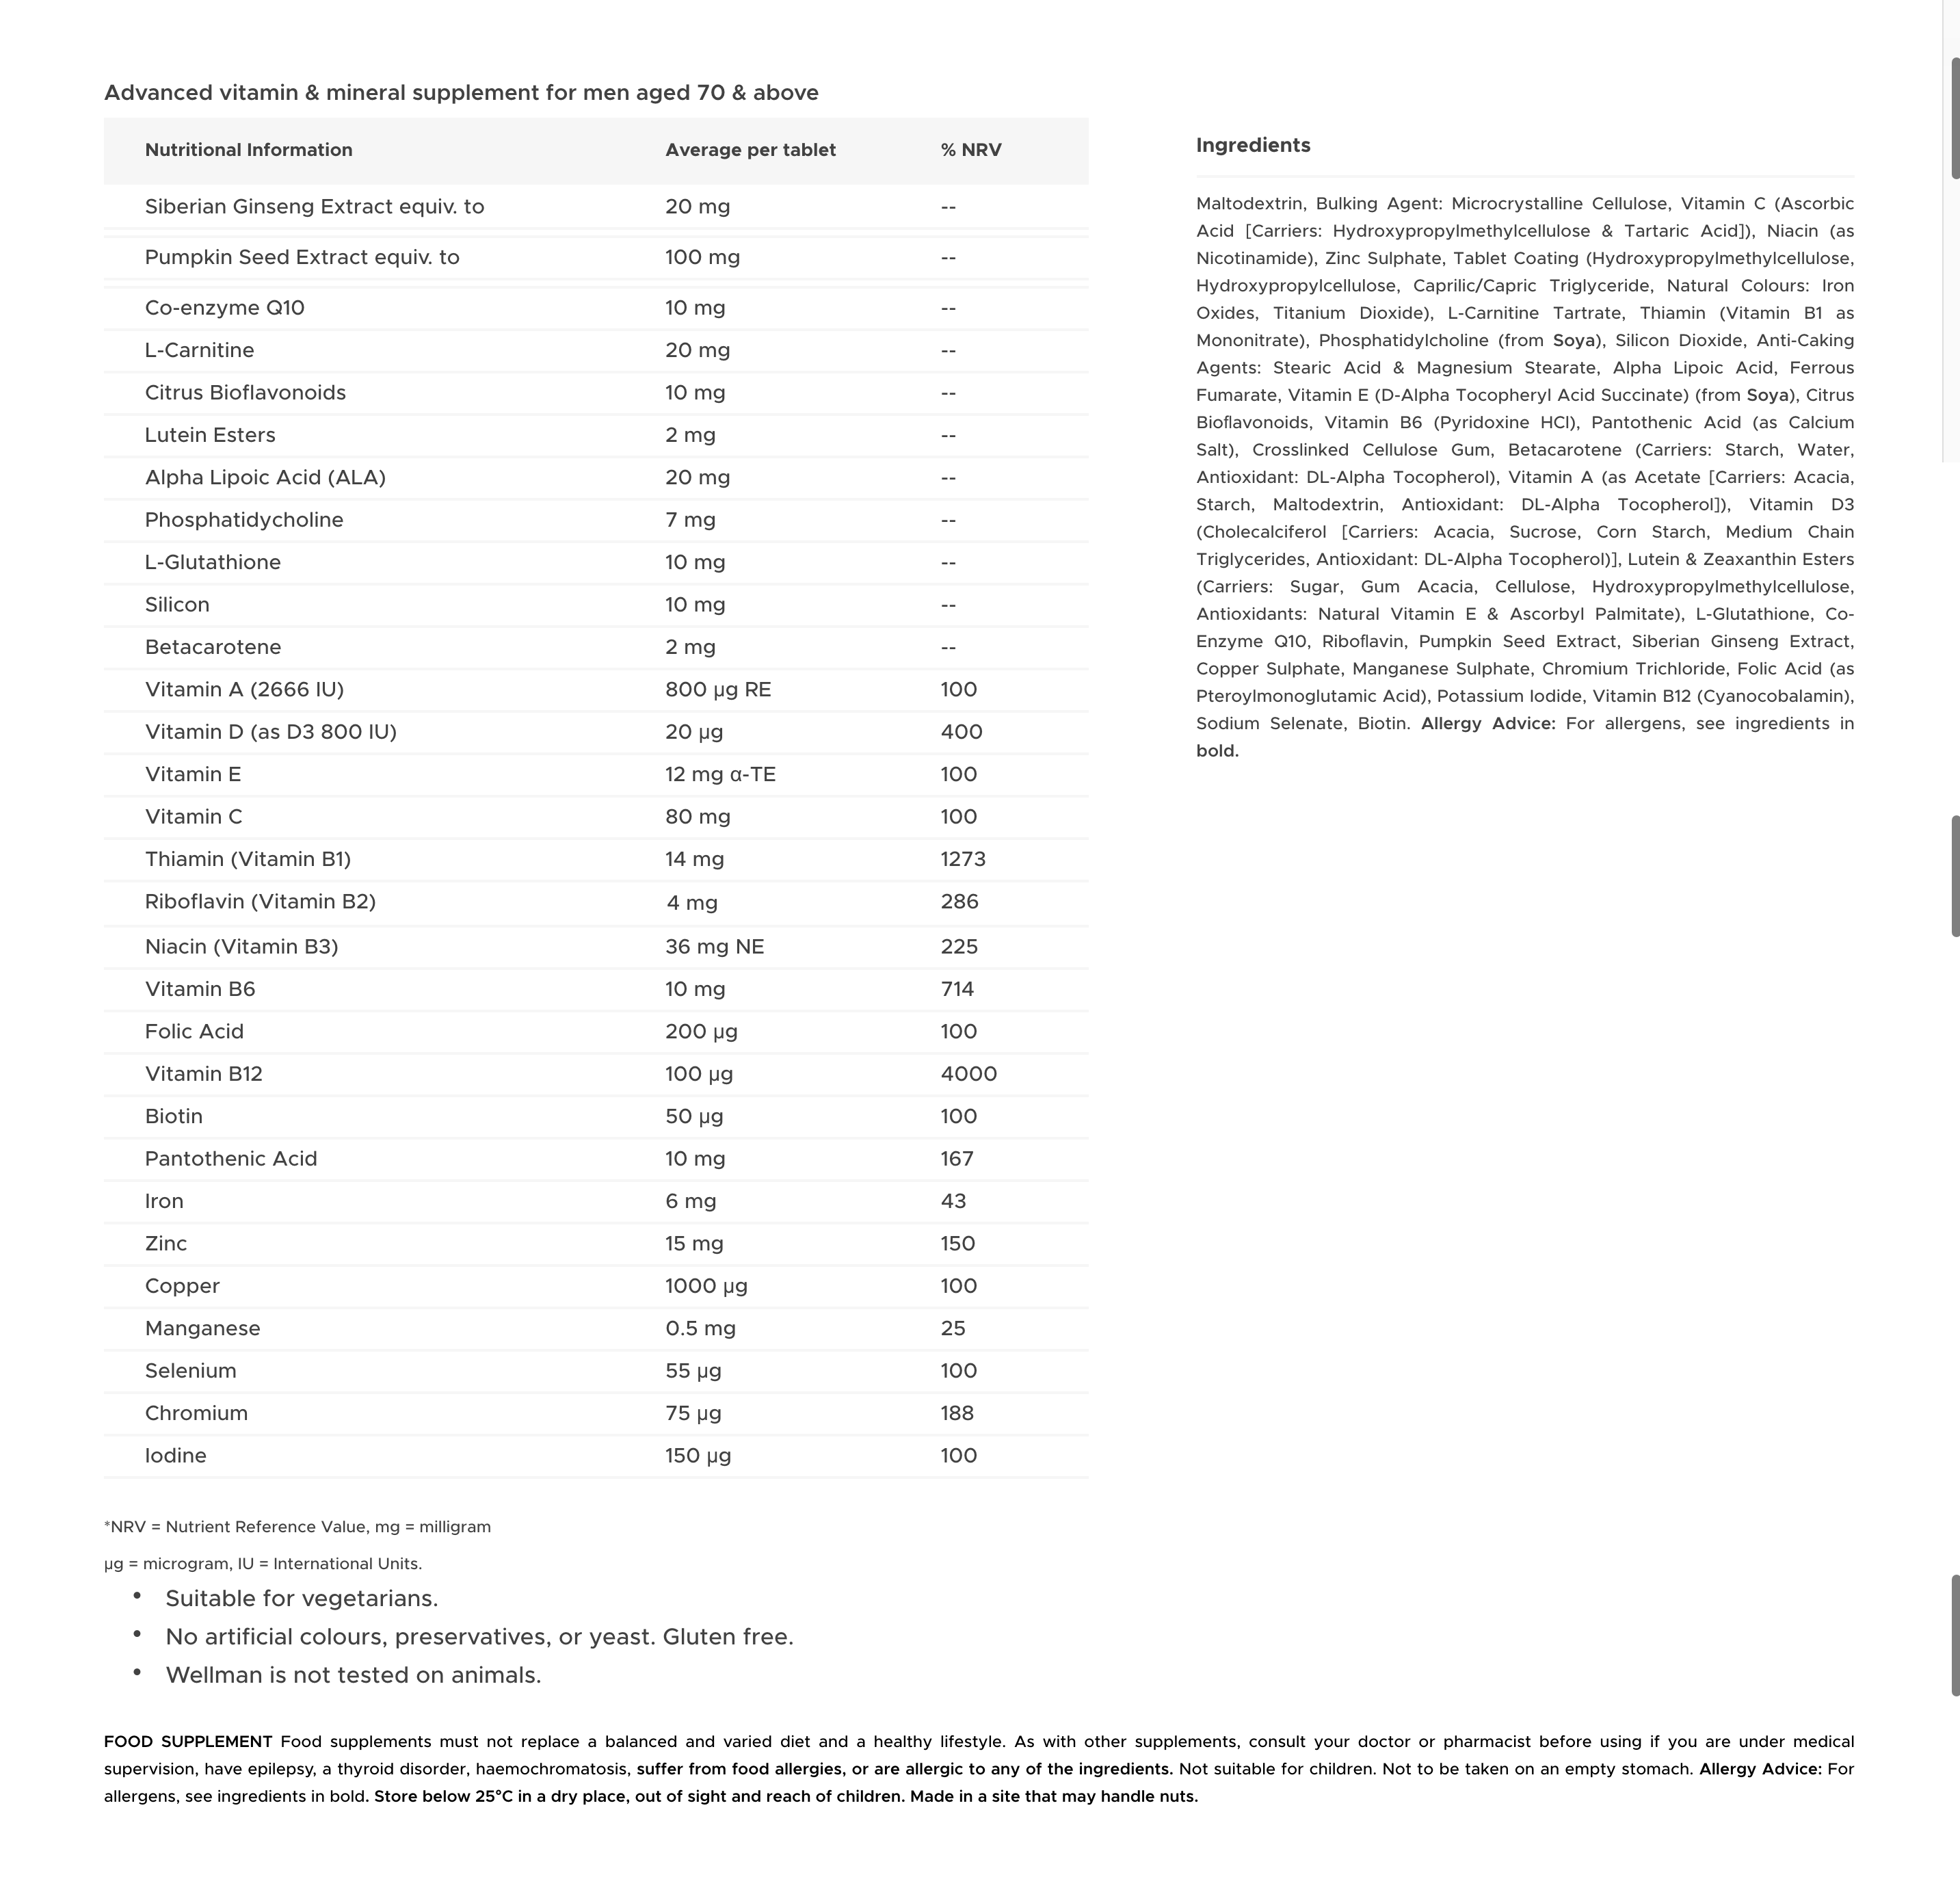 Advanced vitamin & mineral supplement for men aged 70 & above
Nutritional Information Average per tablet % NRV
Siberian Ginseng Extract equiv. to 20 mg --
Pumpkin Seed Extract equiv. to 100 mg --
Co-enzyme Q10 10 mg --
L-Carnitine 20 mg --
Citrus Bioflavonoids 10 mg --
Lutein Esters 2 mg --
Alpha Lipoic Acid (ALA) 20 mg --
Phosphatidycholine 7 mg --
L-Glutathione 10 mg --
Silicon 10 mg --
Betacarotene 2 mg --
Vitamin A (2666 IU) 800 µg RE 100
Vitamin D (as D3 800 IU) 20 µg 400
Vitamin E 12 mg α-TE 100
Vitamin C 80 mg 100
Thiamin (Vitamin B1) 14 mg 1273
Riboflavin (Vitamin B2) 4 mg 286
Niacin (Vitamin B3) 36 mg NE 225
Vitamin B6 10 mg 714
Folic Acid 200 µg 100
Vitamin B12 100 µg 4000
Biotin 50 µg 100
Pantothenic Acid 10 mg 167
Iron 6 mg 43
Zinc 15 mg 150
Copper 1000 µg 100
Manganese 0.5 mg 25
Selenium 55 µg 100
Chromium 75 µg 188
Iodine 150 µg 100
*NRV = Nutrient Reference Value, mg = milligram
µg = microgram, IU = International Units.
• Suitable for vegetarians.
• No artificial colours, preservatives, or yeast. Gluten free.
• Wellman is not tested on animals.
Ingredients
Maltodextrin, Bulking Agent: Microcrystalline Cellulose, Vitamin C (Ascorbic
Acid [Carriers: Hydroxypropylmethylcellulose & Tartaric Acid]), Niacin (as
Nicotinamide), Zinc Sulphate, Tablet Coating (Hydroxypropylmethylcellulose,
Hydroxypropylcellulose, Caprilic/Capric Triglyceride, Natural Colours: Iron
Oxides, Titanium Dioxide), L-Carnitine Tartrate, Thiamin (Vitamin B1 as
Mononitrate), Phosphatidylcholine (from Soya), Silicon Dioxide, Anti-Caking
Agents: Stearic Acid & Magnesium Stearate, Alpha Lipoic Acid, Ferrous
Fumarate, Vitamin E (D-Alpha Tocopheryl Acid Succinate) (from Soya), Citrus
Bioflavonoids, Vitamin B6 (Pyridoxine HCl), Pantothenic Acid (as Calcium
Salt), Crosslinked Cellulose Gum, Betacarotene (Carriers: Starch, Water,
Antioxidant: DL-Alpha Tocopherol), Vitamin A (as Acetate [Carriers: Acacia,
Starch, Maltodextrin, Antioxidant: DL-Alpha Tocopherol]), Vitamin D3
(Cholecalciferol [Carriers: Acacia, Sucrose, Corn Starch, Medium Chain
Triglycerides, Antioxidant: DL-Alpha Tocopherol)], Lutein & Zeaxanthin Esters
(Carriers: Sugar, Gum Acacia, Cellulose, Hydroxypropylmethylcellulose,
Antioxidants: Natural Vitamin E & Ascorbyl Palmitate), L-Glutathione, Co-
Enzyme Q10, Riboflavin, Pumpkin Seed Extract, Siberian Ginseng Extract,
Copper Sulphate, Manganese Sulphate, Chromium Trichloride, Folic Acid (as
Pteroylmonoglutamic Acid), Potassium Iodide, Vitamin B12 (Cyanocobalamin),
Sodium Selenate, Biotin. Allergy Advice: For allergens, see ingredients in
bold.
FOOD SUPPLEMENT Food supplements must not replace a balanced and varied diet and a healthy lifestyle. As with other supplements, consult your doctor or pharmacist before using if you are under medical
supervision, have epilepsy, a thyroid disorder, haemochromatosis, suffer from food allergies, or are allergic to any of the ingredients. Not suitable for children. Not to be taken on an empty stomach. Allergy Advice: For
allergens, see ingredients in bold. Store below 25°C in a dry place, out of sight and reach of children. Made in a site that may handle nuts.